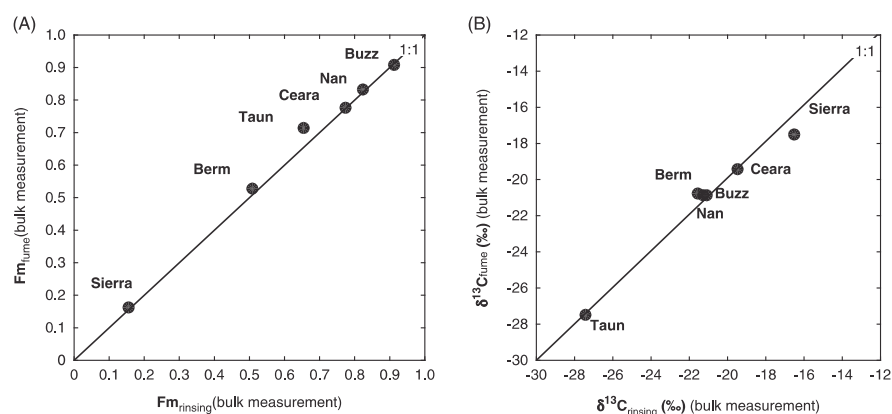 (A)
1.0
0.9
0.8
0.7
0.6
0.5
0.4
0.3
0.2
0.1
0
Fmfume(bulk measurement)
1:1
Buzz
Nan
Ceara
Taun
Berm
Sierra
0 0.1 0.2 0.3 0.4 0.5 0.6 0.7 0.8 0.9 1.0
Fmrinsing(bulk measurement)
(B)
-12
-14
-16
-18
-20
-22
-24
-26
-28
-30
δ13Cfume(‰) (bulk measurement)
1:1
Sierra
Ceara
Berm
Buzz
Nan
Taun
-30 -28 -26 -24 -22 -20 -18 -16 -14 -12
δ13Crinsing (‰) (bulk measurement)